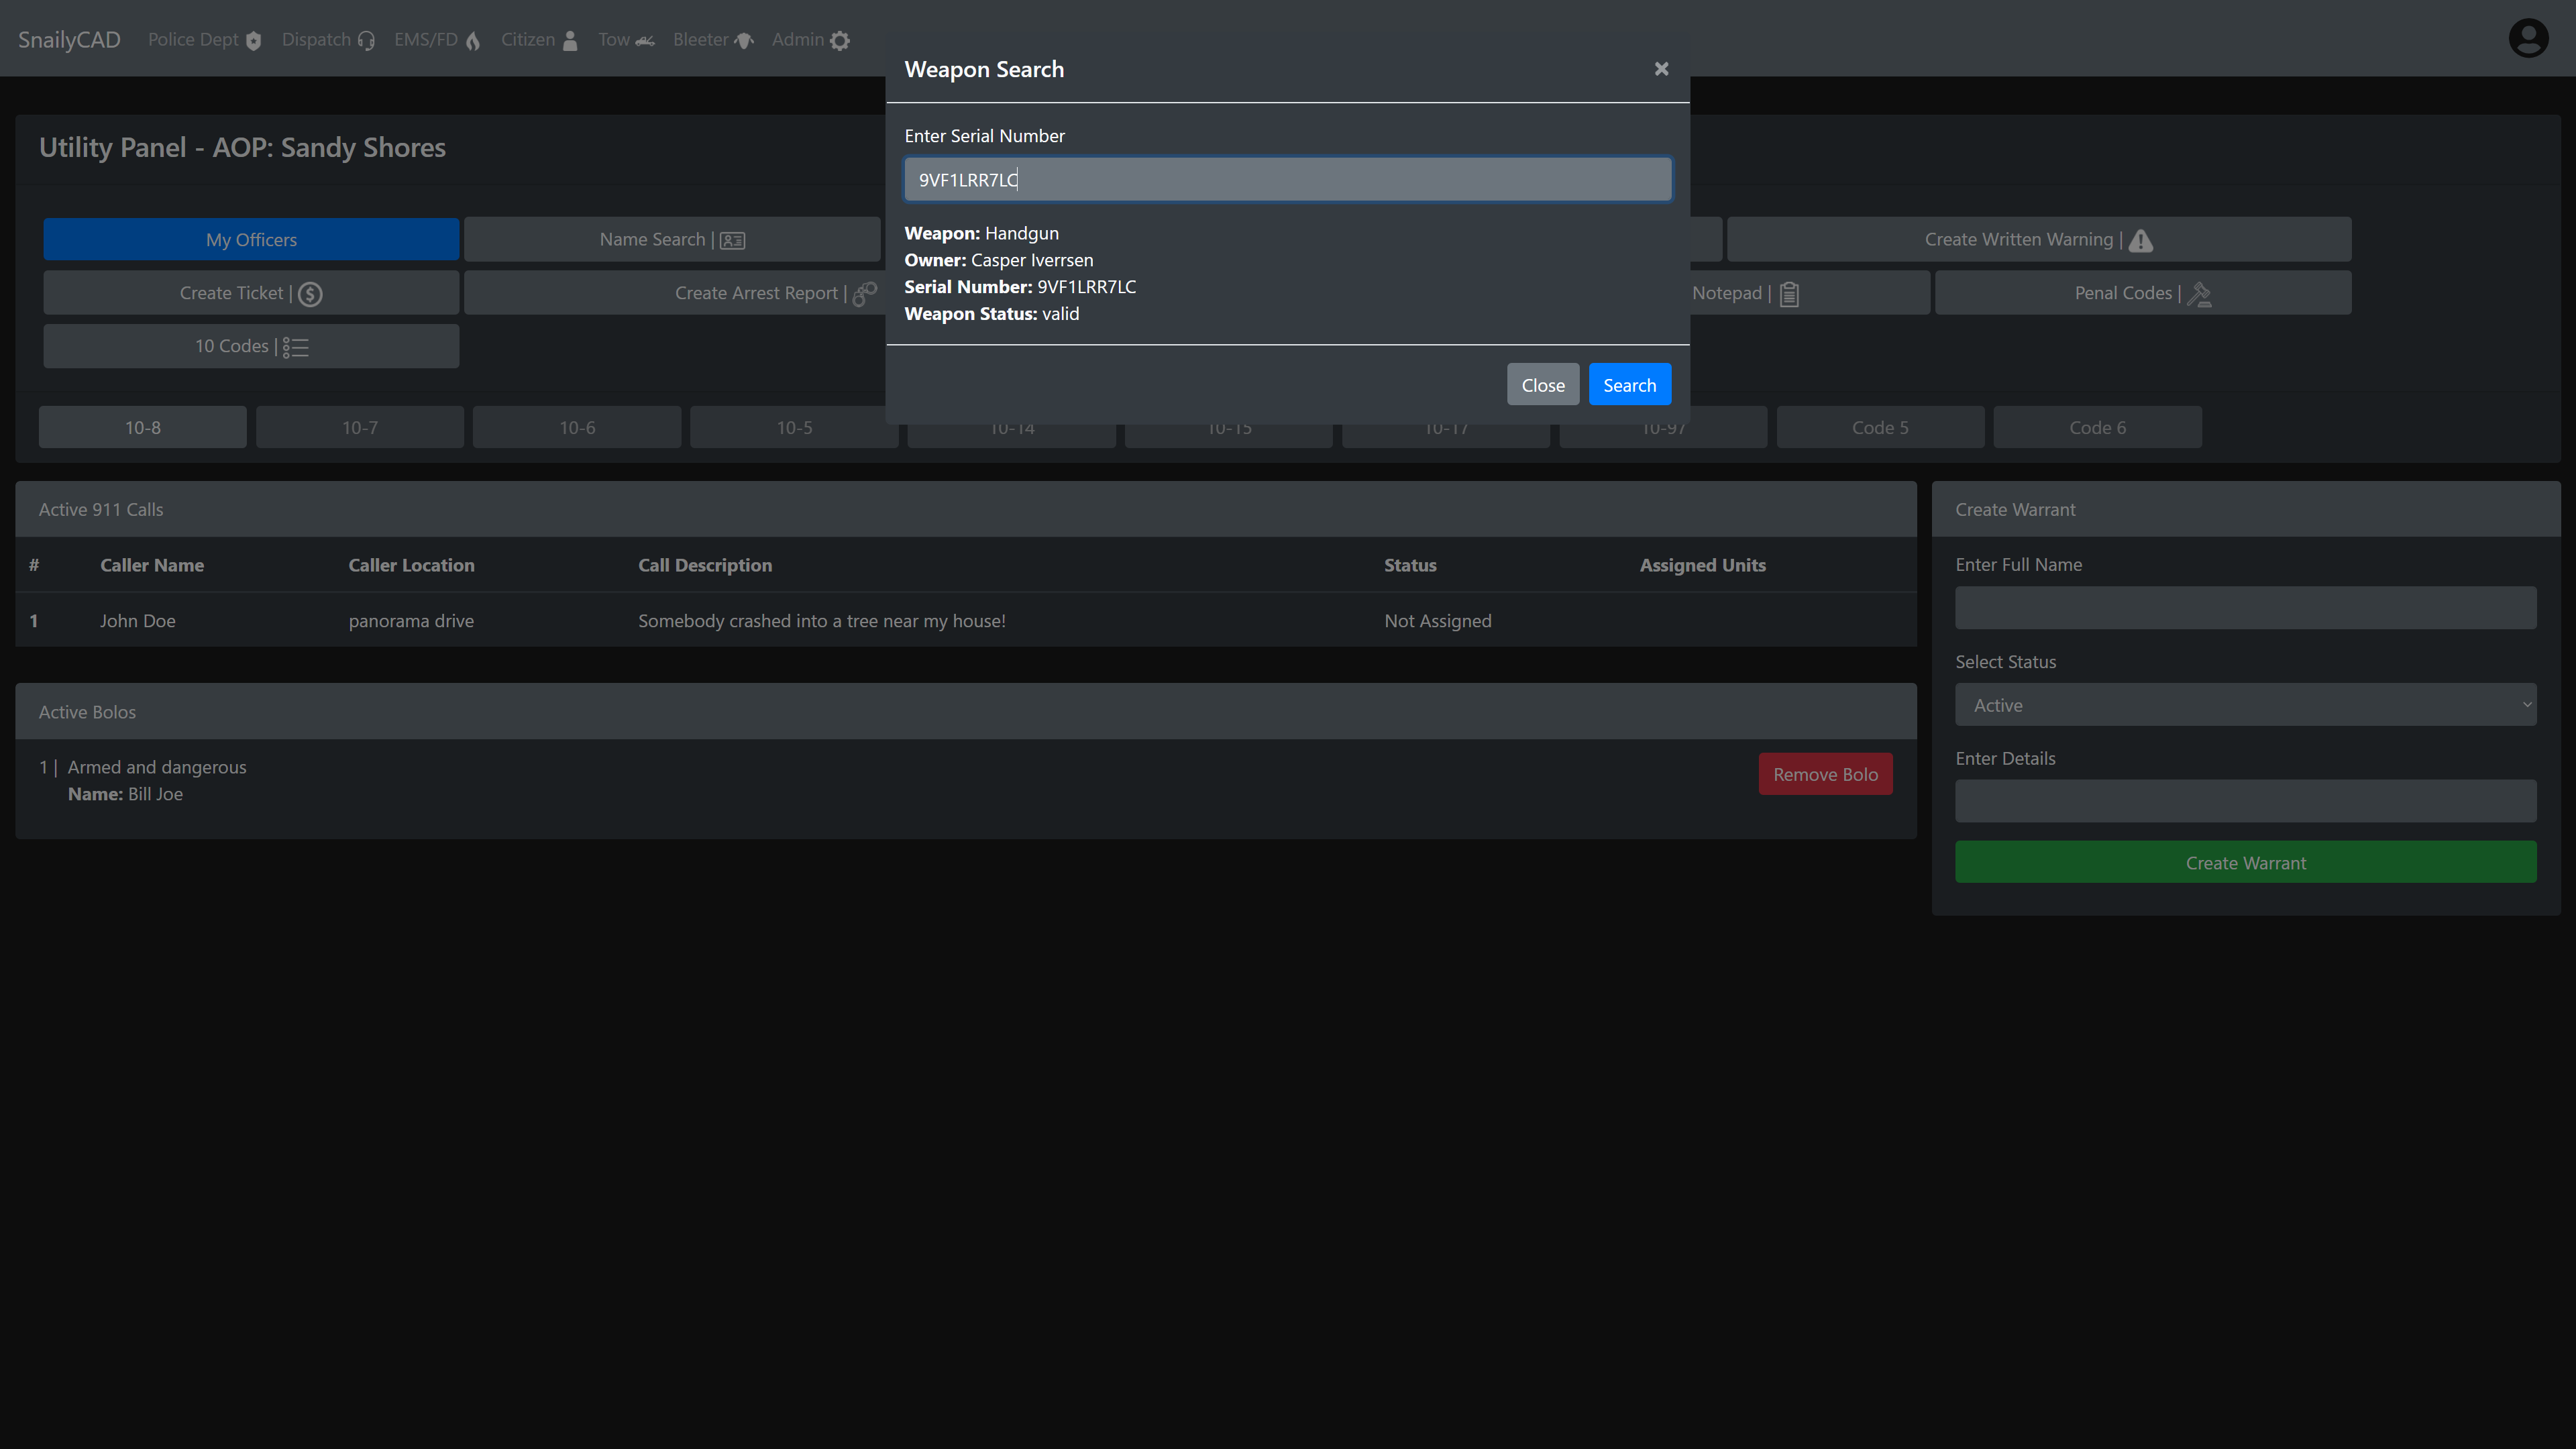 SnailyCAD Police Dept Dispatch EMS/FD Citizen Tow Bleeter Admin
Weapon Search
Enter Serial Number
9VF1LRR7LC
Weapon: Handgun
Owner: Casper Iverrsen
Serial Number: 9VF1LRR7LC
Weapon Status: valid
Close Search
Utility Panel - AOP: Sandy Shores
My Officers Name Search | Create Written Warning |
Create Ticket | Create Arrest Report | Notepad | Penal Codes |
10 Codes |
10-8 10-7 10-6 10-5 10-14 10-15 10-17 10-97 Code 5 Code 6
Active 911 Calls
# Caller Name Caller Location Call Description Status Assigned Units
1 John Doe panorama drive Somebody crashed into a tree near my house! Not Assigned
Active Bolos
1 | Armed and dangerous
Name: Bill Joe
Remove Bolo
Create Warrant
Enter Full Name
Select Status
Active
Enter Details
Create Warrant